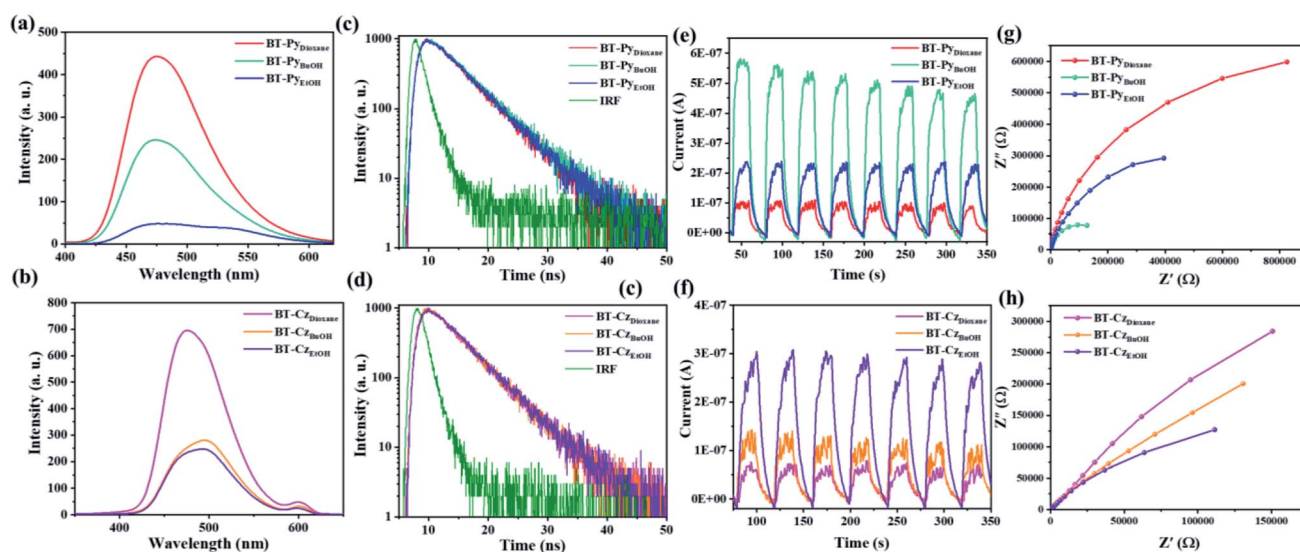 (a)
500
400
300
200
100
0
400 450 500 550 600
Intensity (a. u.)
Wavelength (nm)
BT-PyDioxane
BT-PyBuOH
BT-PyEtOH
(c)
1000
100
10
1
10 20 30 40 50
Intensity (a. u.)
Time (ns)
BT-PyDioxane
BT-PyBuOH
BT-PyEtOH
IRF
(e)
7E-07
6E-07
5E-07
4E-07
3E-07
2E-07
1E-07
0E+00
50 100 150 200 250 300 350
Current (A)
Time (s)
BT-PyDioxane
BT-PyBuOH
BT-PyEtOH
(g)
600000
500000
400000
300000
200000
100000
0
0 200000 400000 600000 800000
Z″ (Ω)
Z′ (Ω)
BT-PyDioxane
BT-PyBuOH
BT-PyEtOH
(b)
800
700
600
500
400
300
200
100
0
400 500 600
Intensity (a. u.)
Wavelength (nm)
BT-CzDioxane
BT-CzBuOH
BT-CzEtOH
(d)
(c)
1000
100
10
1
10 20 30 40 50
Intensity (a. u.)
Time (ns)
BT-CzDioxane
BT-CzBuOH
BT-CzEtOH
IRF
(f)
4E-07
3E-07
2E-07
1E-07
0E+00
100 150 200 250 300 350
Current (A)
Time (s)
BT-CzDioxane
BT-CzBuOH
BT-CzEtOH
(h)
300000
250000
200000
150000
100000
50000
0
0 50000 100000 150000
Z″ (Ω)
Z′ (Ω)
BT-CzDioxane
BT-CzBuOH
BT-CzEtOH